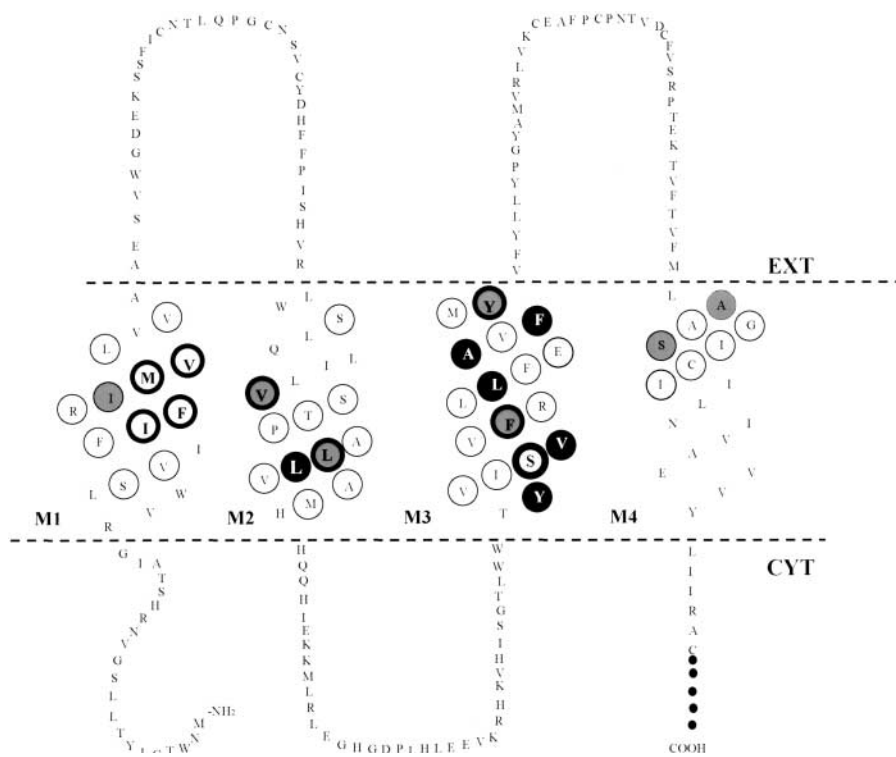 C N T L Q P G C N
I F S S K E D G W V S E A
S V C Y D H F F P I S H V R
K C E A F P C P N T V D
V L R V M A Y G P Y L L Y F V
C F V S R P T E K T V F T V F M
EXT
A V V L M V I R I F F V I S L W V R
L W S L Q I L L V S T P A L L V A M H
M Y V F A F E L L R F V V S I V Y T
L A A G S I C I I L N I V A E V V Y
M1
M2
M3
M4
CYT
G I A T S H R N V G S L L T Y
T W N M -NH2
H Q Q H I E K K M L R L E G H G D P L H L E E V K
R H K V H I S G T L W W
L I I R A C
COOH